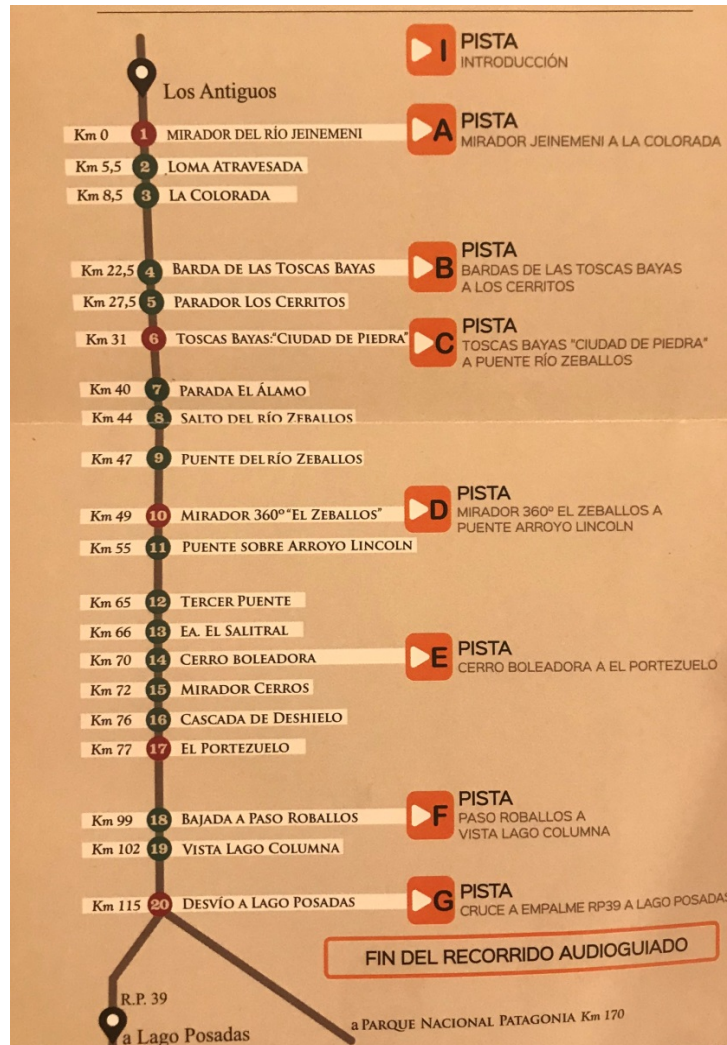 I PISTA
INTRODUCCIÓN
Los Antiguos
Km 0 1 MIRADOR DEL RÍO JEINEMENI
A PISTA
MIRADOR JEINEMENI A LA COLORADA
Km 5,5 2 LOMA ATRAVESADA
Km 8,5 3 LA COLORADA
Km 22,5 4 BARDA DE LAS TOSCAS BAYAS
B PISTA
BARDAS DE LAS TOSCAS BAYAS
A LOS CERRITOS
Km 27,5 5 PARADOR LOS CERRITOS
Km 31 6 TOSCAS BAYAS:"CIUDAD DE PIEDRA"
C PISTA
TOSCAS BAYAS "CIUDAD DE PIEDRA"
A PUENTE RÍO ZEBALLOS
Km 40 7 PARADA EL ÁLAMO
Km 44 8 SALTO DEL RÍO ZEBALLOS
Km 47 9 PUENTE DEL RÍO ZEBALLOS
Km 49 10 MIRADOR 360º "EL ZEBALLOS"
D PISTA
MIRADOR 360º EL ZEBALLOS A
PUENTE ARROYO LINCOLN
Km 55 11 PUENTE SOBRE ARROYO LINCOLN
Km 65 12 TERCER PUENTE
Km 66 13 EA. EL SALITRAL
Km 70 14 CERRO BOLEADORA
E PISTA
CERRO BOLEADORA A EL PORTEZUELO
Km 72 15 MIRADOR CERROS
Km 76 16 CASCADA DE DESHIELO
Km 77 17 EL PORTEZUELO
Km 99 18 BAJADA A PASO ROBALLOS
F PISTA
PASO ROBALLOS A
VISTA LAGO COLUMNA
Km 102 19 VISTA LAGO COLUMNA
Km 115 20 DESVÍO A LAGO POSADAS
G PISTA
CRUCE A EMPALME RP39 A LAGO POSADAS
FIN DEL RECORRIDO AUDIOGUIADO
R.P. 39
a Lago Posadas
a PARQUE NACIONAL PATAGONIA Km 170